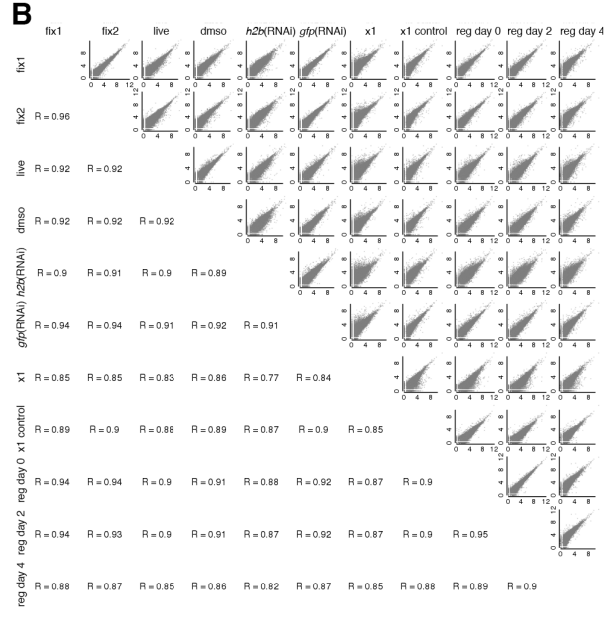 B
fix1 fix2 live dmso h2b(RNAi) gfp(RNAi) x1 x1 control reg day 0 reg day 2 reg day 4
fix1
fix2 R = 0.96
live R = 0.92 R = 0.92
dmso R = 0.92 R = 0.92 R = 0.92
h2b(RNAi) R = 0.9 R = 0.91 R = 0.9 R = 0.89
gfp(RNAi) R = 0.94 R = 0.94 R = 0.91 R = 0.92 R = 0.91
x1 R = 0.85 R = 0.85 R = 0.83 R = 0.86 R = 0.77 R = 0.84
x1 control R = 0.89 R = 0.9 R = 0.88 R = 0.89 R = 0.87 R = 0.9 R = 0.85
reg day 0 R = 0.94 R = 0.94 R = 0.9 R = 0.91 R = 0.88 R = 0.92 R = 0.87 R = 0.9
reg day 2 R = 0.94 R = 0.93 R = 0.9 R = 0.91 R = 0.87 R = 0.92 R = 0.87 R = 0.9 R = 0.95
reg day 4 R = 0.88 R = 0.87 R = 0.85 R = 0.86 R = 0.82 R = 0.87 R = 0.85 R = 0.88 R = 0.89 R = 0.9